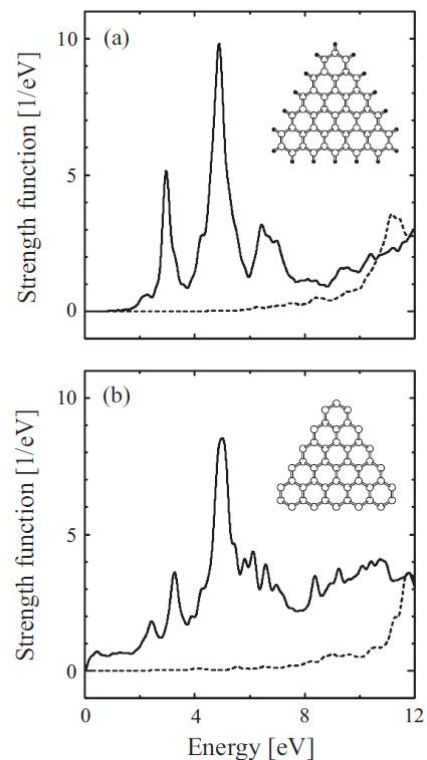 (a)
Strength function [1/eV]
10
5
0
(b)
Strength function [1/eV]
10
5
0
0 4 8 12
Energy [eV]